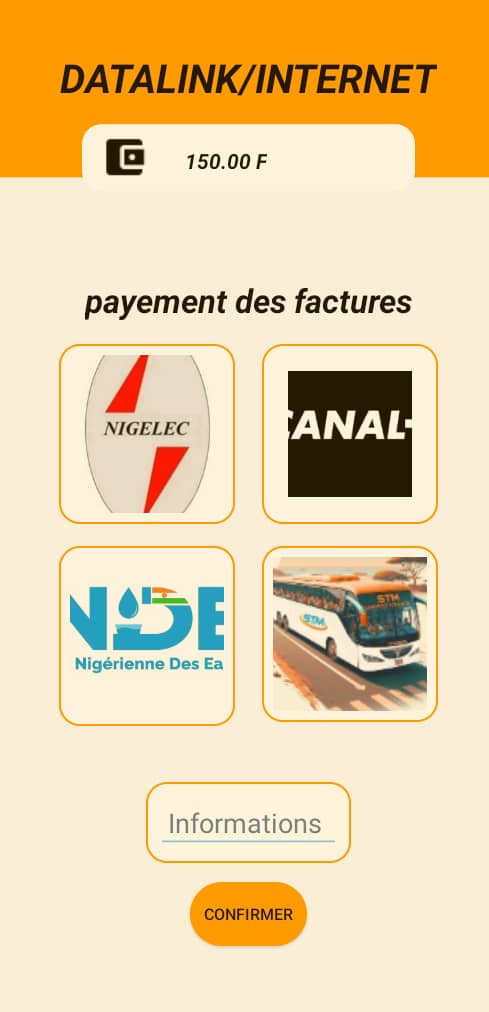 DATALINK/INTERNET
150.00 F
payement des factures
NIGELEC
CANAL+
NDE
Nigérienne Des Ea
STM
STM
Informations
CONFIRMER